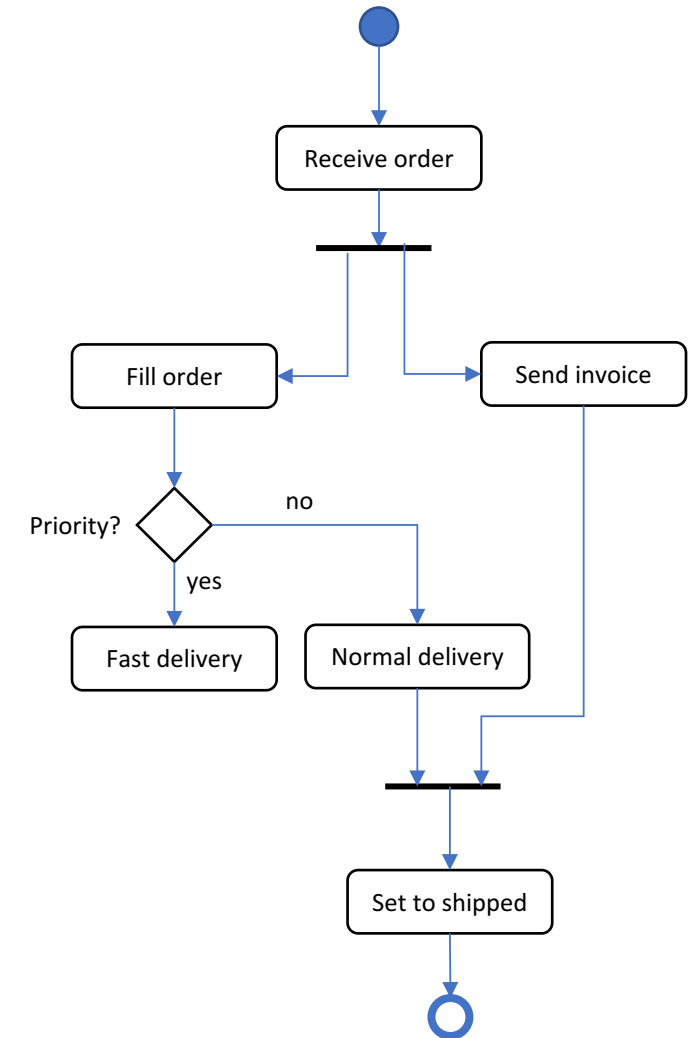 Receive order
Fill order
Send invoice
Priority?
no
yes
Fast delivery
Normal delivery
Set to shipped